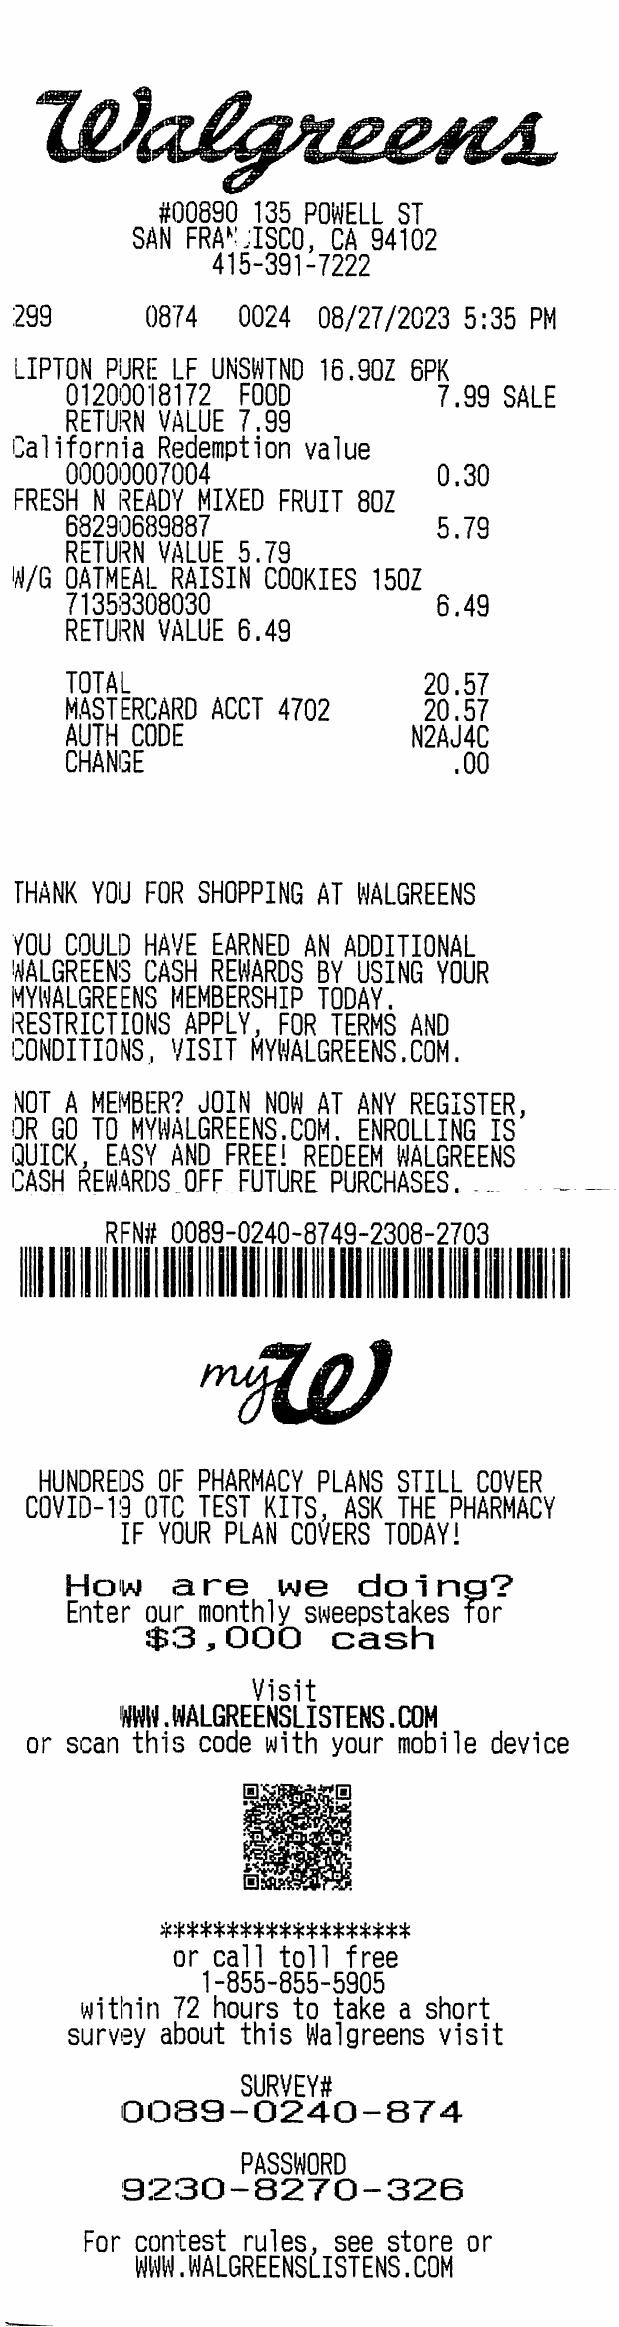 Walgreens
#00890 135 POWELL ST
SAN FRANCISCO, CA 94102
415-391-7222
299 0874 0024 08/27/2023 5:35 PM
LIPTON PURE LF UNSWTND 16.9OZ 6PK
01200018172 FOOD 7.99 SALE
RETURN VALUE 7.99
California Redemption value
00000007004 0.30
FRESH N READY MIXED FRUIT 8OZ
68290689887 5.79
RETURN VALUE 5.79
W/G OATMEAL RAISIN COOKIES 15OZ
71358308030 6.49
RETURN VALUE 6.49
TOTAL 20.57
MASTERCARD ACCT 4702 20.57
AUTH CODE N2AJ4C
CHANGE .00
THANK YOU FOR SHOPPING AT WALGREENS
YOU COULD HAVE EARNED AN ADDITIONAL
WALGREENS CASH REWARDS BY USING YOUR
MYWALGREENS MEMBERSHIP TODAY.
RESTRICTIONS APPLY, FOR TERMS AND
CONDITIONS, VISIT MYWALGREENS.COM.
NOT A MEMBER? JOIN NOW AT ANY REGISTER,
OR GO TO MYWALGREENS.COM. ENROLLING IS
QUICK, EASY AND FREE! REDEEM WALGREENS
CASH REWARDS OFF FUTURE PURCHASES.
RFN# 0089-0240-8749-2308-2703
myW
HUNDREDS OF PHARMACY PLANS STILL COVER
COVID-19 OTC TEST KITS, ASK THE PHARMACY
IF YOUR PLAN COVERS TODAY!
How are we doing?
Enter our monthly sweepstakes for
$3,000 cash
Visit
WWW.WALGREENSLISTENS.COM
or scan this code with your mobile device
*******************
or call toll free
1-855-855-5905
within 72 hours to take a short
survey about this Walgreens visit
SURVEY#
0089-0240-874
PASSWORD
9230-8270-326
For contest rules, see store or
WWW.WALGREENSLISTENS.COM